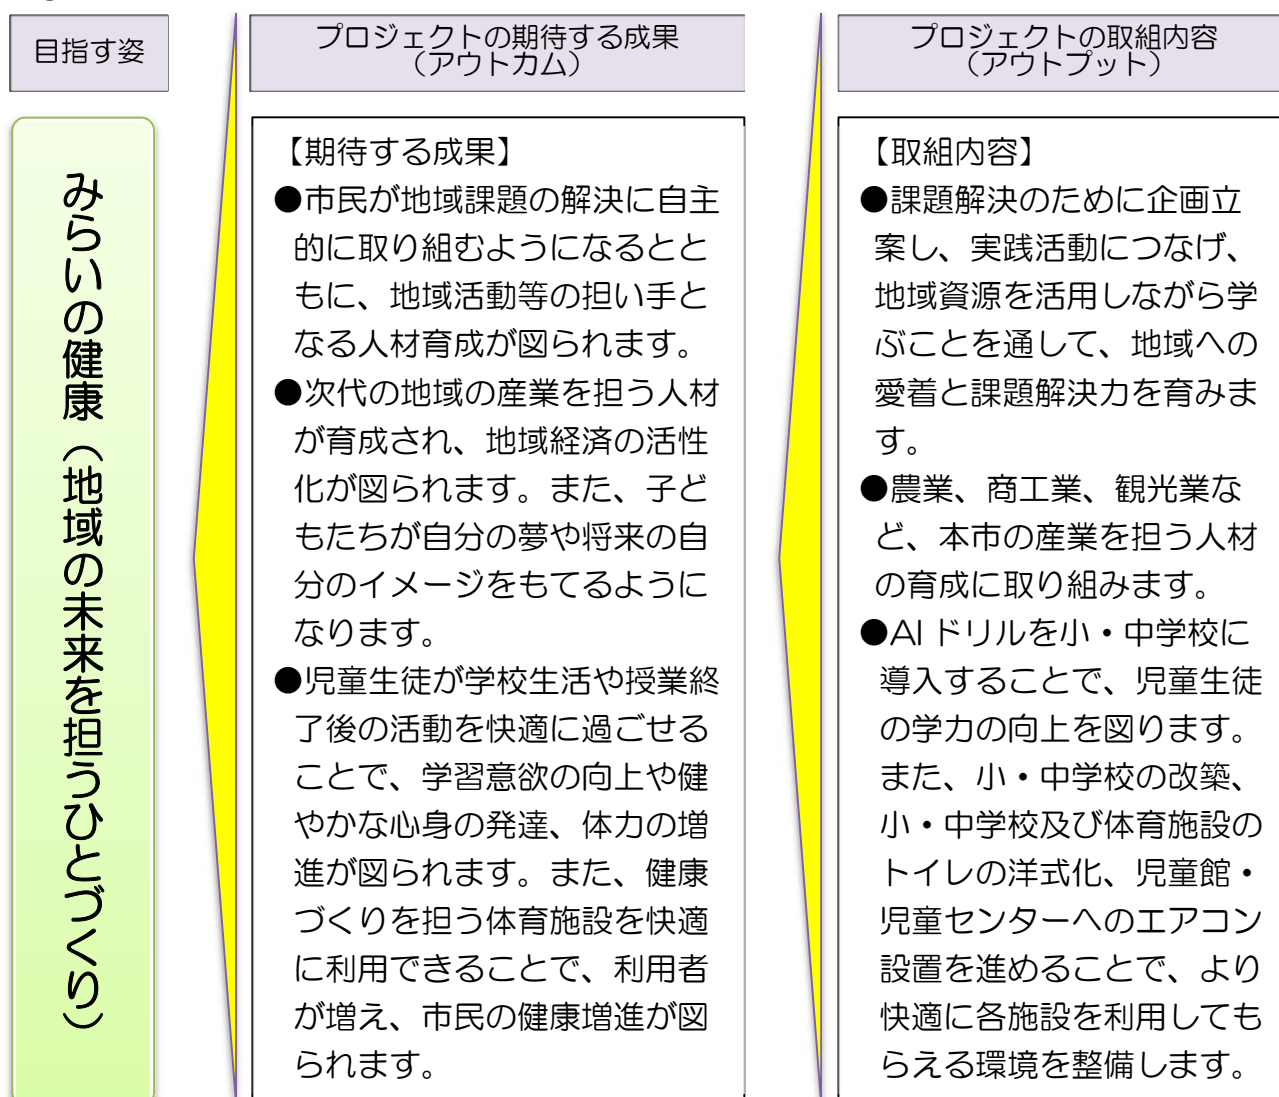 目指す姿
みらいの健康（地域の未来を担うひとづくり）
プロジェクトの期待する成果
（アウトカム）
【期待する成果】
●市民が地域課題の解決に自主
的に取り組むようになるとと
もに、地域活動等の担い手と
なる人材育成が図られます。
●次代の地域の産業を担う人材
が育成され、地域経済の活性
化が図られます。また、子ど
もたちが自分の夢や将来の自
分のイメージをもてるように
なります。
●児童生徒が学校生活や授業終
了後の活動を快適に過ごせる
ことで、学習意欲の向上や健
やかな心身の発達、体力の増
進が図られます。また、健康
づくりを担う体育施設を快適
に利用できることで、利用者
が増え、市民の健康増進が図
られます。
プロジェクトの取組内容
（アウトプット）
【取組内容】
●課題解決のために企画立
案し、実践活動につなげ、
地域資源を活用しながら学
ぶことを通して、地域への
愛着と課題解決力を育みま
す。
●農業、商工業、観光業な
ど、本市の産業を担う人材
の育成に取り組みます。
●AI ドリルを小・中学校に
導入することで、児童生徒
の学力の向上を図ります。
また、小・中学校の改築、
小・中学校及び体育施設の
トイレの洋式化、児童館・
児童センターへのエアコン
設置を進めることで、より
快適に各施設を利用しても
らえる環境を整備します。